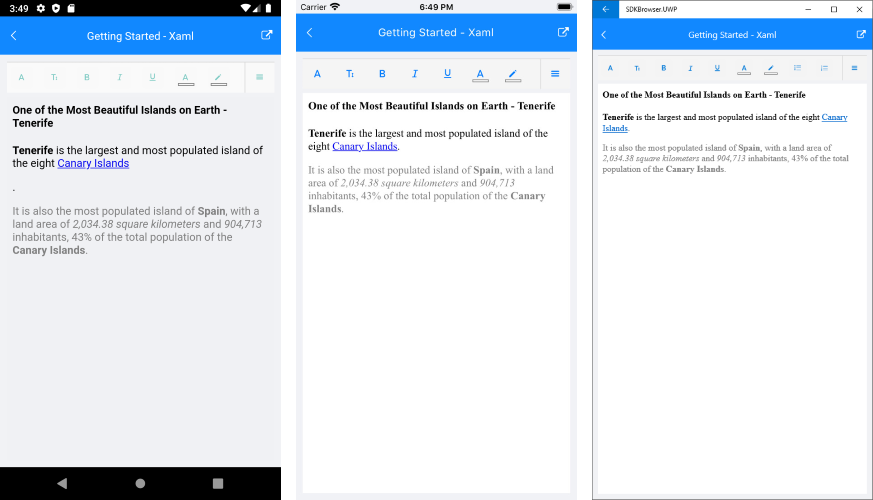 3:49
Getting Started - Xaml
A Tt B I U A
One of the Most Beautiful Islands on Earth -
Tenerife
Tenerife is the largest and most populated island of
the eight Canary Islands
.
It is also the most populated island of Spain, with a
land area of 2,034.38 square kilometers and 904,713
inhabitants, 43% of the total population of the
Canary Islands.
Carrier 6:49 PM
Getting Started - Xaml
A Tt B I U A
One of the Most Beautiful Islands on Earth - Tenerife
Tenerife is the largest and most populated island of the
eight Canary Islands.
It is also the most populated island of Spain, with a land
area of 2,034.38 square kilometers and 904,713
inhabitants, 43% of the total population of the Canary
Islands.
SDKBrowser.UWP
Getting Started - Xaml
A Tt B I U A
One of the Most Beautiful Islands on Earth - Tenerife
Tenerife is the largest and most populated island of the eight Canary
Islands.
It is also the most populated island of Spain, with a land area of
2,034.38 square kilometers and 904,713 inhabitants, 43% of the total
population of the Canary Islands.